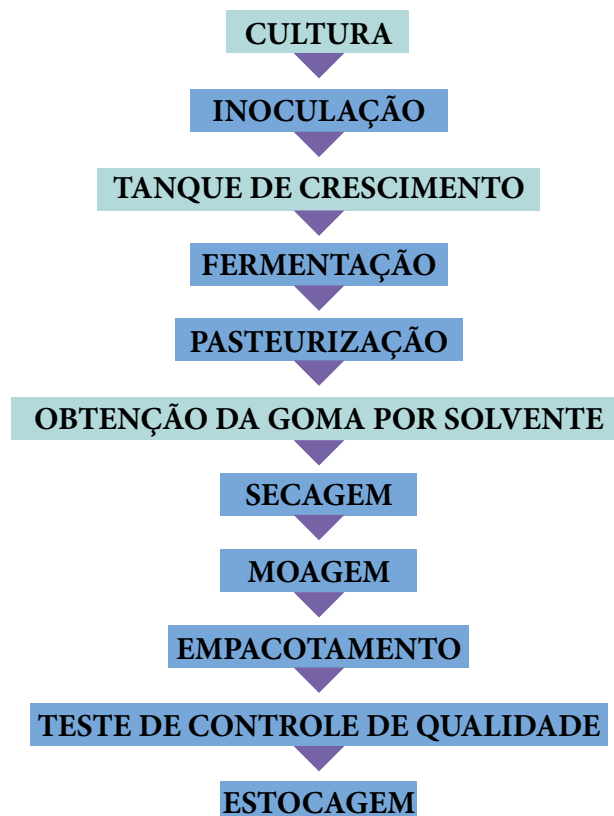 CULTURA
INOCULAÇÃO
TANQUE DE CRESCIMENTO
FERMENTAÇÃO
PASTEURIZAÇÃO
OBTENÇÃO DA GOMA POR SOLVENTE
SECAGEM
MOAGEM
EMPACOTAMENTO
TESTE DE CONTROLE DE QUALIDADE
ESTOCAGEM